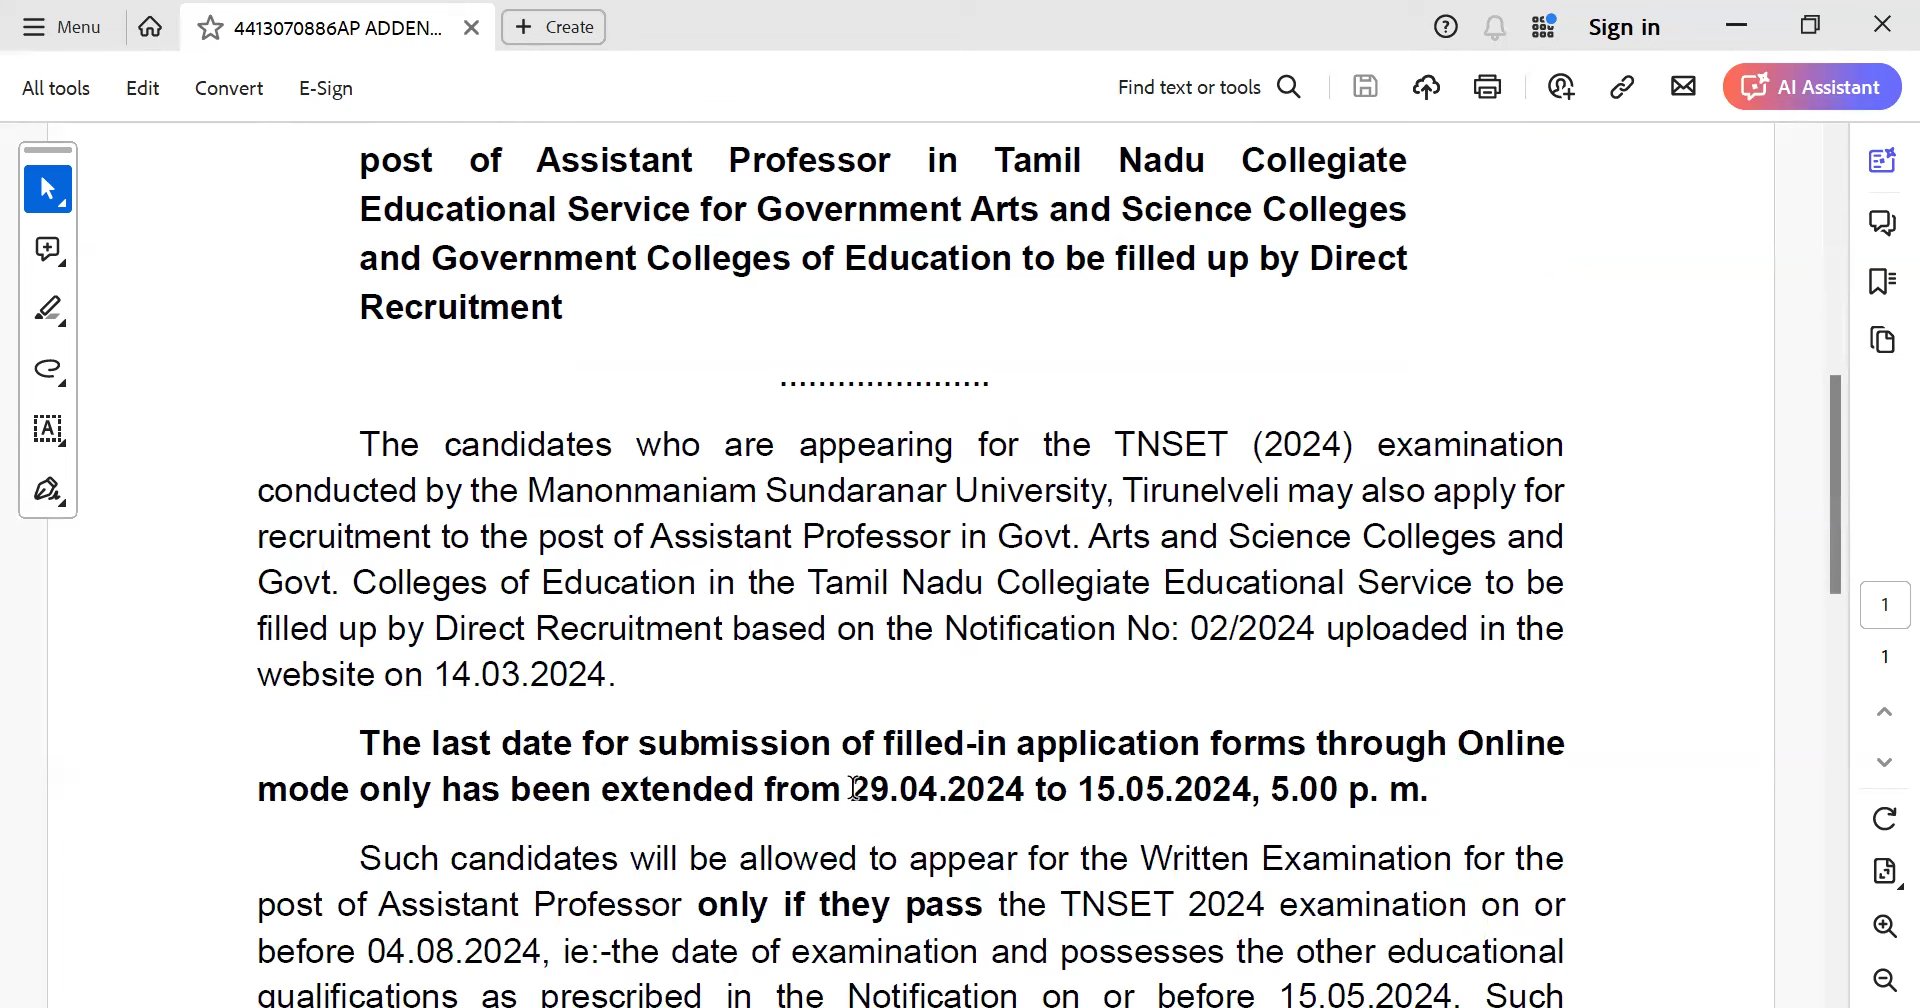 Menu
4413070886AP ADDEN...
Create
Sign in
All tools
Edit
Convert
E-Sign
Find text or tools
AI Assistant
post of Assistant Professor in Tamil Nadu Collegiate
Educational Service for Government Arts and Science Colleges
and Government Colleges of Education to be filled up by Direct
Recruitment
......................
The candidates who are appearing for the TNSET (2024) examination
conducted by the Manonmaniam Sundaranar University, Tirunelveli may also apply for
recruitment to the post of Assistant Professor in Govt. Arts and Science Colleges and
Govt. Colleges of Education in the Tamil Nadu Collegiate Educational Service to be
filled up by Direct Recruitment based on the Notification No: 02/2024 uploaded in the
website on 14.03.2024.
The last date for submission of filled-in application forms through Online
mode only has been extended from 29.04.2024 to 15.05.2024, 5.00 p. m.
Such candidates will be allowed to appear for the Written Examination for the
post of Assistant Professor only if they pass the TNSET 2024 examination on or
before 04.08.2024, ie:-the date of examination and possesses the other educational
qualifications as prescribed in the Notification on or before 15.05.2024. Such
1
1